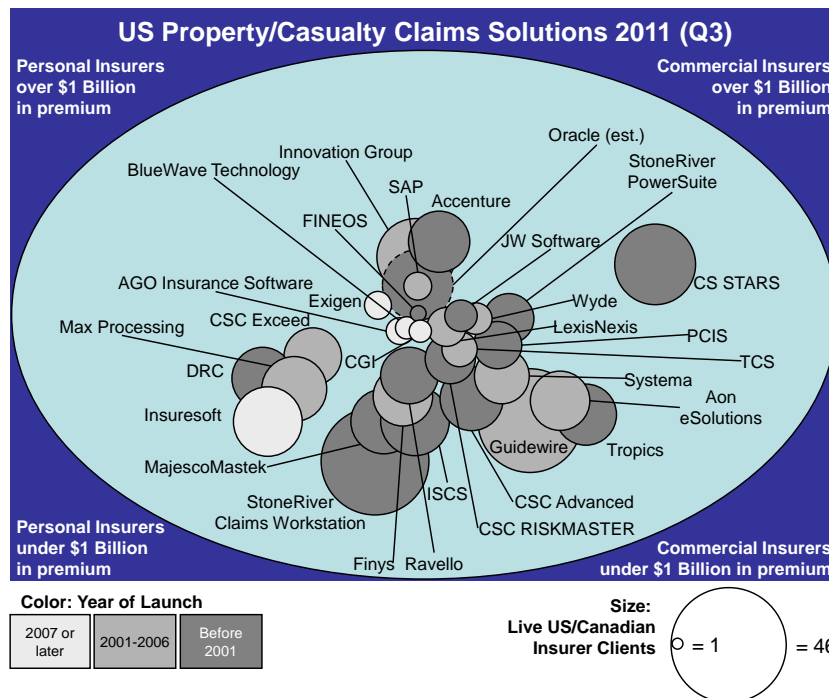 US Property/Casualty Claims Solutions 2011 (Q3)
Personal Insurers
over $1 Billion
in premium
Commercial Insurers
over $1 Billion
in premium
Oracle (est.)
Innovation Group
StoneRiver
PowerSuite
BlueWave Technology
SAP
Accenture
FINEOS
JW Software
AGO Insurance Software
CS STARS
Exigen
Wyde
Max Processing
CSC Exceed
LexisNexis
PCIS
CGI
TCS
DRC
Systema
Aon
eSolutions
Insuresoft
Guidewire
Tropics
MajescoMastek
ISCS
StoneRiver
Claims Workstation
CSC Advanced
CSC RISKMASTER
Personal Insurers
under $1 Billion
in premium
Finys
Ravello
Commercial Insurers
under $1 Billion in premium
Color: Year of Launch
2007 or
later
2001-2006
Before
2001
Size:
Live US/Canadian
Insurer Clients
= 1
= 46